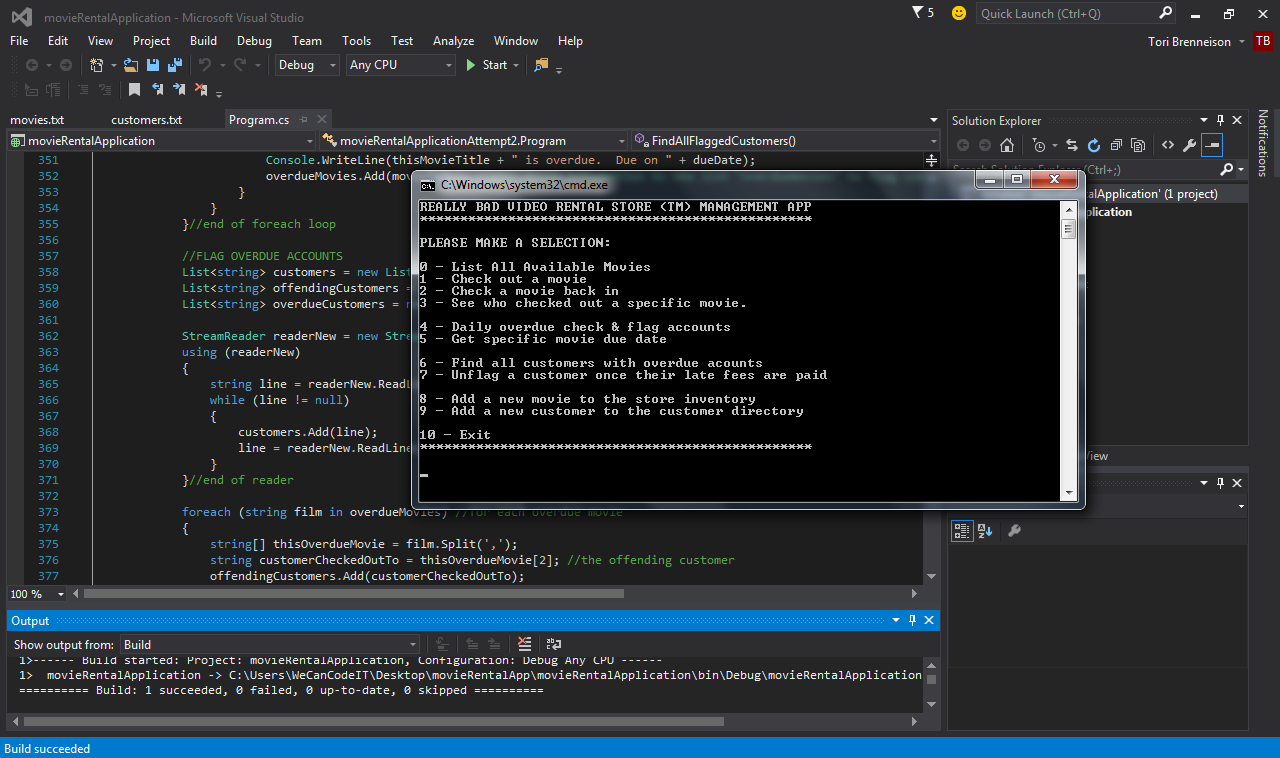 movieRentalApplication - Microsoft Visual Studio
5
Quick Launch (Ctrl+Q)
File Edit View Project Build Debug Team Tools Test Analyze Window Help
Tori Brenneison TB
Debug Any CPU Start
movies.txt customers.txt Program.cs
movieRentalApplication movieRentalApplicationAttempt2.Program FindAllFlaggedCustomers()
351 Console.WriteLine(thisMovieTitle + " is overdue.  Due on " + dueDate);
352 overdueMovies.Add(mov
353 }
354 }
355 }//end of foreach loop
356
357 //FLAG OVERDUE ACCOUNTS
358 List<string> customers = new List
359 List<string> offendingCustomers =
360 List<string> overdueCustomers = n
361
362 StreamReader readerNew = new Stre
363 using (readerNew)
364 {
365 string line = readerNew.ReadL
366 while (line != null)
367 {
368 customers.Add(line);
369 line = readerNew.ReadLine
370 }
371 }//end of reader
372
373 foreach (string film in overdueMovies) //for each overdue movie
374 {
375 string[] thisOverdueMovie = film.Split(',');
376 string customerCheckedOutTo = thisOverdueMovie[2]; //the offending customer
377 offendingCustomers.Add(customerCheckedOutTo);
100 %
C:\Windows\system32\cmd.exe
REALLY BAD VIDEO RENTAL STORE (TM) MANAGEMENT APP
*************************************************
PLEASE MAKE A SELECTION:
0 - List All Available Movies
1 - Check out a movie
2 - Check a movie back in
3 - See who checked out a specific movie.
4 - Daily overdue check & flag accounts
5 - Get specific movie due date
6 - Find all customers with overdue acounts
7 - Unflag a customer once their late fees are paid
8 - Add a new movie to the store inventory
9 - Add a new customer to the customer directory
10 - Exit
*************************************************
Solution Explorer
(Ctrl+;)
alApplication' (1 project)
plication
View
Notifications
Output
Show output from: Build
1>------ Build started: Project: movieRentalApplication, Configuration: Debug Any CPU ------
1>  movieRentalApplication -> C:\Users\WeCanCodeIT\Desktop\movieRentalApp\movieRentalApplication\bin\Debug\movieRentalApplication
========== Build: 1 succeeded, 0 failed, 0 up-to-date, 0 skipped ==========
Build succeeded